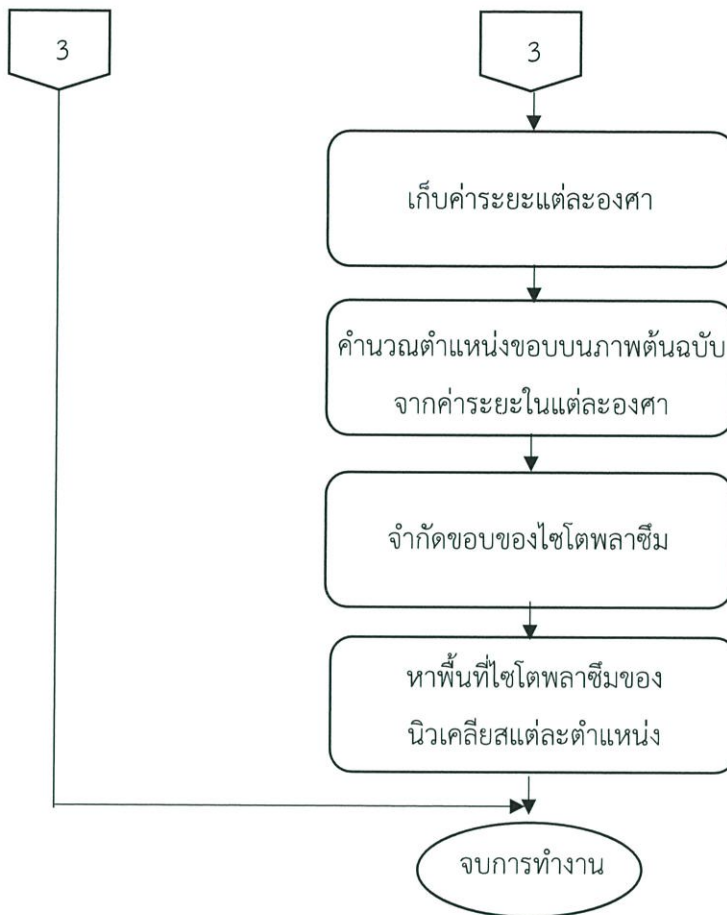 3
3
เก็บค่าระยะแต่ละองศา
คำนวณตำแหน่งขอบบนภาพต้นฉบับ
จากค่าระยะในแต่ละองศา
จำกัดขอบของไซโตพลาซึม
หาพื้นที่ไซโตพลาซึมของ
นิวเคลียสแต่ละตำแหน่ง
จบการทำงาน